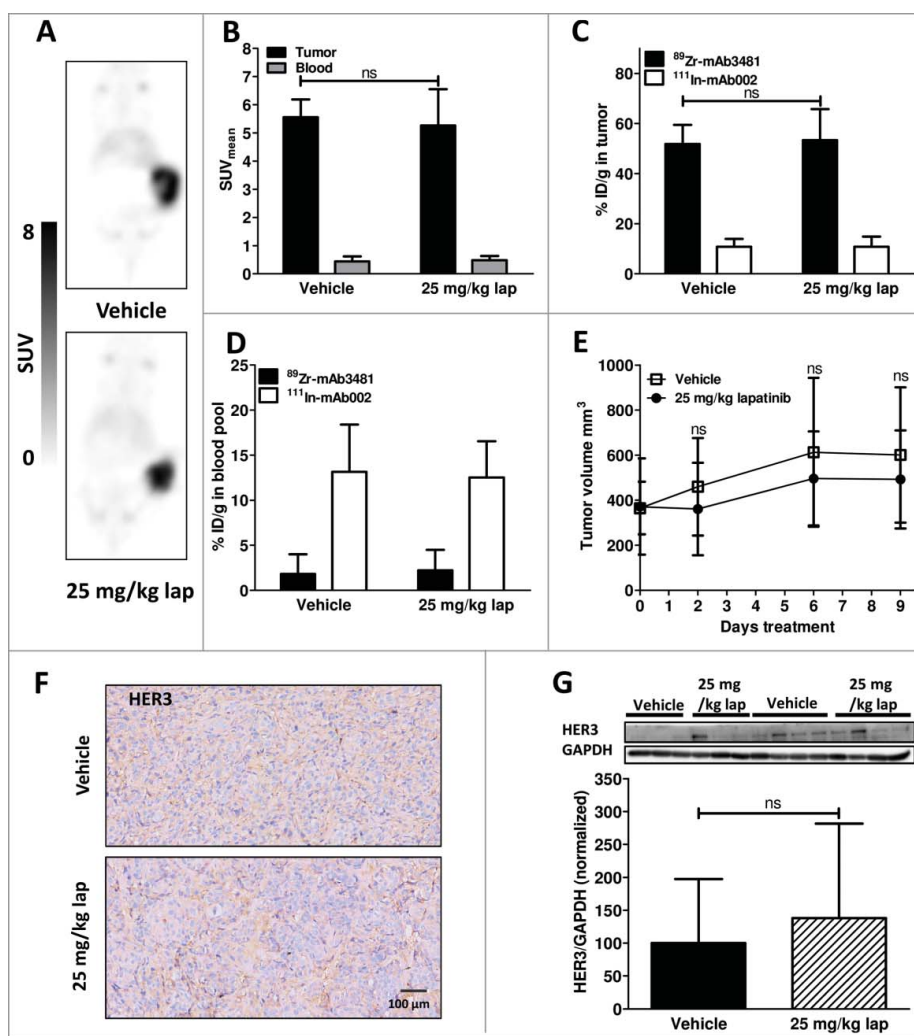 A
8
SUV
0
Vehicle
25 mg/kg lap
B
Tumor
Blood
ns
8
7
6
5
4
3
2
1
0
SUVmean
Vehicle
25 mg/kg lap
C
89Zr-mAb3481
111In-mAb002
ns
80
60
40
20
0
% ID/g in tumor
Vehicle
25 mg/kg lap
D
89Zr-mAb3481
111In-mAb002
25
20
15
10
5
0
% ID/g in blood pool
Vehicle
25 mg/kg lap
E
Vehicle
25 mg/kg lapatinib
ns
ns
ns
1000
800
600
400
200
0
Tumor volume mm3
0 1 2 3 4 5 6 7 8 9
Days treatment
F
HER3
Vehicle
25 mg/kg lap
100 µm
G
Vehicle
25 mg
/kg lap
Vehicle
25 mg
/kg lap
HER3
GAPDH
350
300
250
200
150
100
50
0
HER3/GAPDH (normalized)
ns
Vehicle
25 mg/kg lap